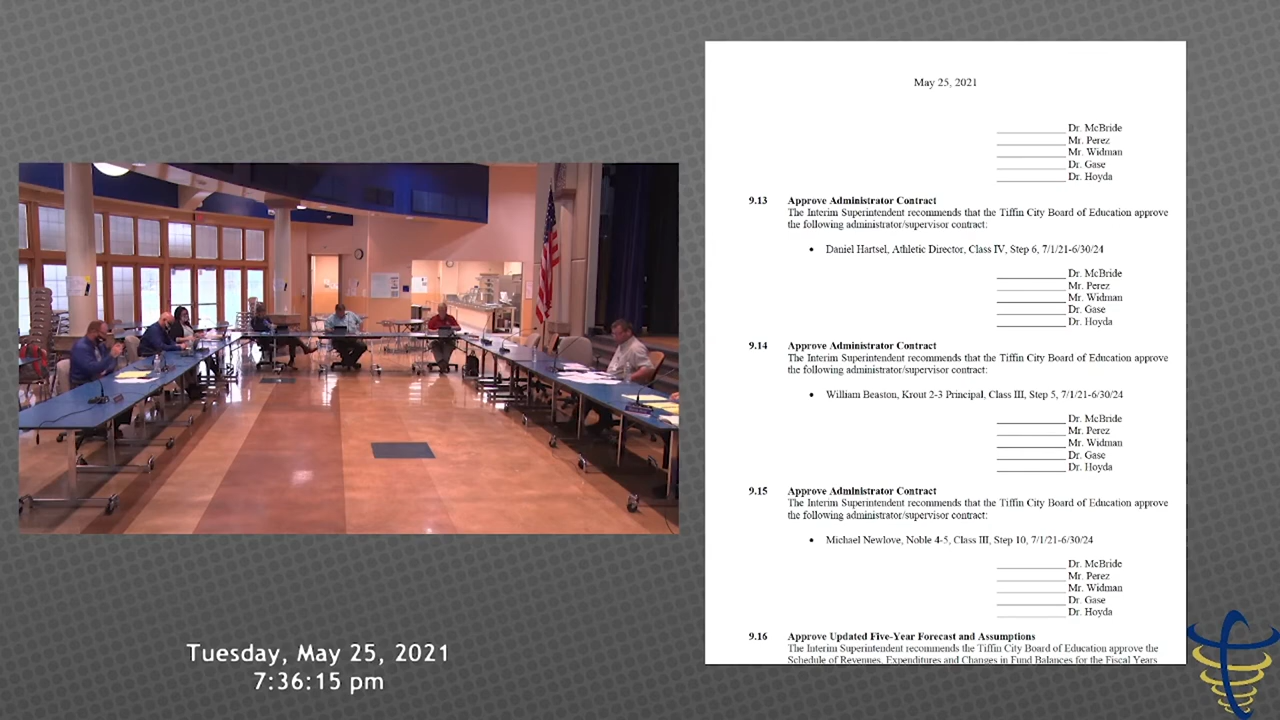 May 25, 2021
Dr. McBride
Mr. Perez
Mr. Widman
Dr. Gase
Dr. Hoyda
9.13 Approve Administrator Contract
The Interim Superintendent recommends that the Tiffin City Board of Education approve
the following administrator/supervisor contract:
• Daniel Hartsel, Athletic Director, Class IV, Step 6, 7/1/21-6/30/24
Dr. McBride
Mr. Perez
Mr. Widman
Dr. Gase
Dr. Hoyda
9.14 Approve Administrator Contract
The Interim Superintendent recommends that the Tiffin City Board of Education approve
the following administrator/supervisor contract:
• William Beaston, Krout 2-3 Principal, Class III, Step 5, 7/1/21-6/30/24
Dr. McBride
Mr. Perez
Mr. Widman
Dr. Gase
Dr. Hoyda
9.15 Approve Administrator Contract
The Interim Superintendent recommends that the Tiffin City Board of Education approve
the following administrator/supervisor contract:
• Michael Newlove, Noble 4-5, Class III, Step 10, 7/1/21-6/30/24
Dr. McBride
Mr. Perez
Mr. Widman
Dr. Gase
Dr. Hoyda
9.16 Approve Updated Five-Year Forecast and Assumptions
The Interim Superintendent recommends the Tiffin City Board of Education approve the
Schedule of Revenues, Expenditures and Changes in Fund Balances for the Fiscal Years
Tuesday, May 25, 2021
7:36:15 pm